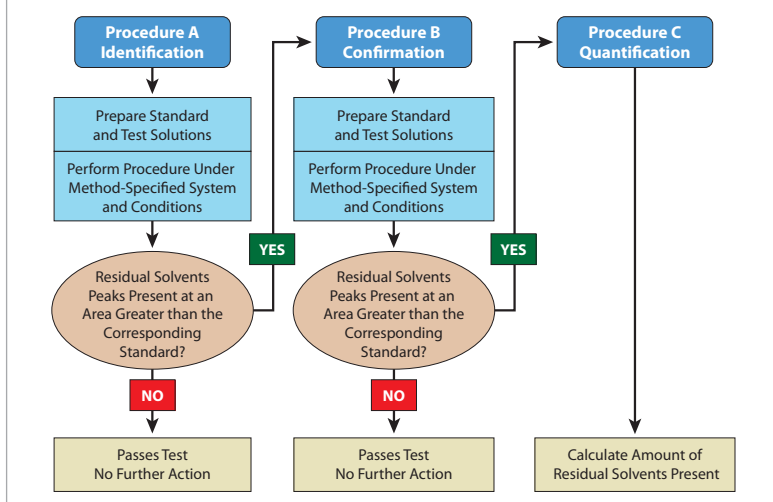 Procedure A
Identification
Prepare Standard
and Test Solutions
Perform Procedure Under
Method-Specified System
and Conditions
Residual Solvents
Peaks Present at an
Area Greater than the
Corresponding
Standard?
YES
NO
Passes Test
No Further Action
Procedure B
Confirmation
Prepare Standard
and Test Solutions
Perform Procedure Under
Method-Specified System
and Conditions
Residual Solvents
Peaks Present at an
Area Greater than the
Corresponding
Standard?
YES
NO
Passes Test
No Further Action
Procedure C
Quantification
Calculate Amount of
Residual Solvents Present